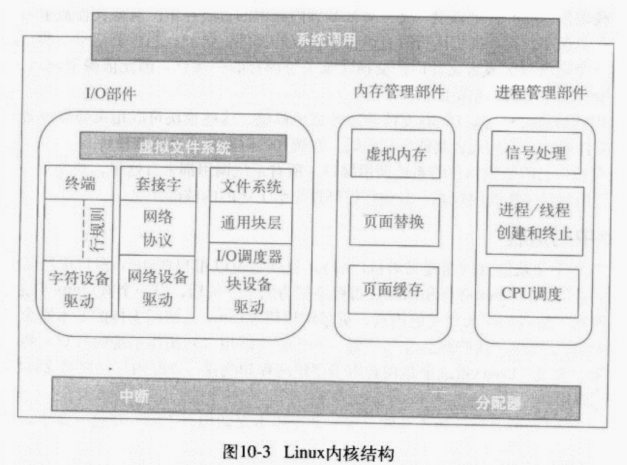 系统调用
I/O部件
内存管理部件
进程管理部件
虚拟文件系统
终端
行规则
字符设备
驱动
套接字
网络
协议
网络设备
驱动
文件系统
通用块层
I/O调度器
块设备
驱动
虚拟内存
页面替换
页面缓存
信号处理
进程/线程
创建和终止
CPU调度
中断
分配器
图10-3 Linux内核结构